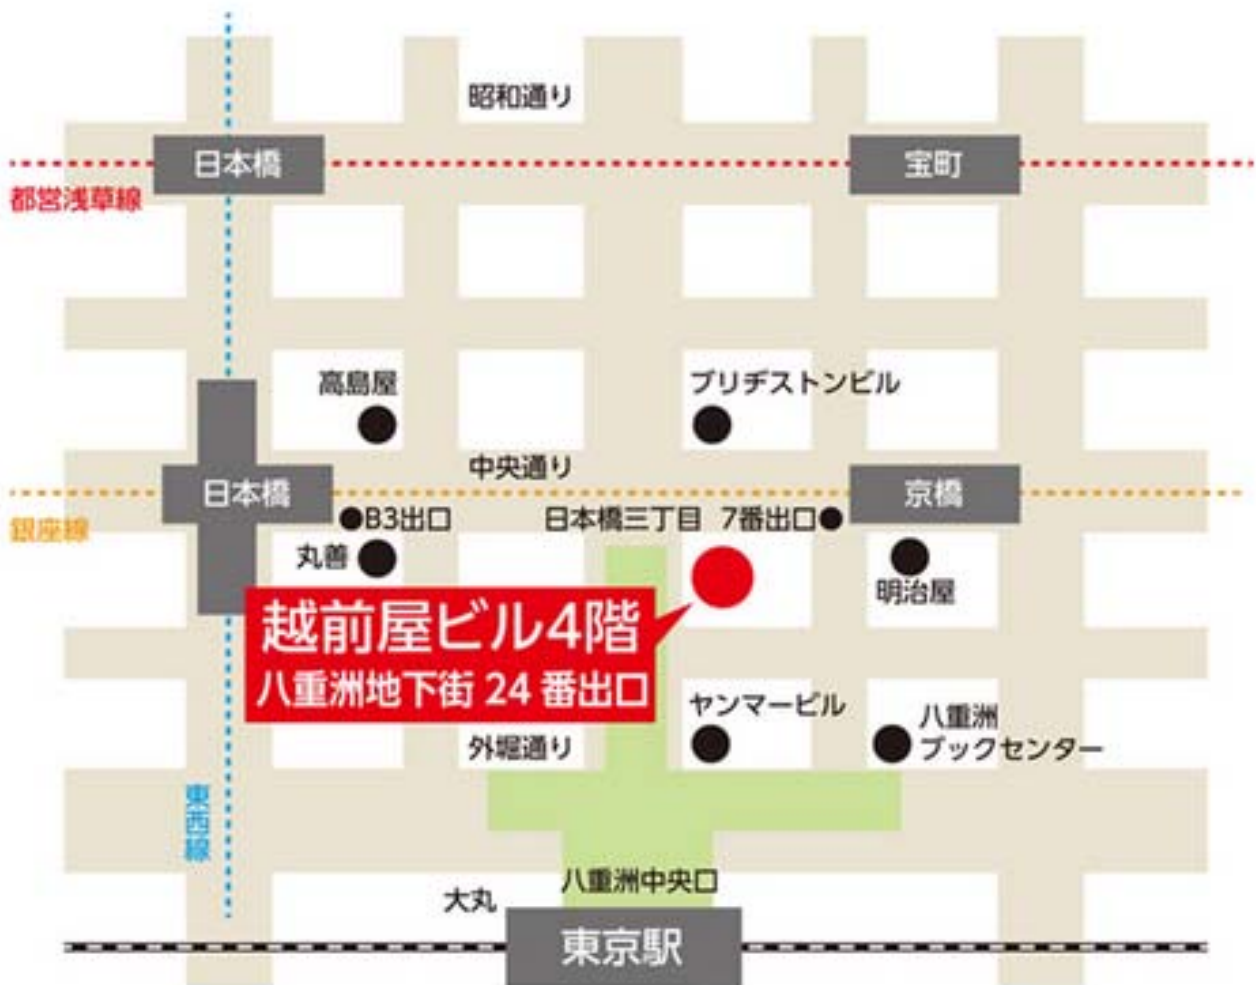 昭和通り
日本橋
宝町
都営浅草線
高島屋
ブリヂストンビル
中央通り
日本橋
京橋
銀座線
B3出口
日本橋三丁目
7番出口
丸善
明治屋
越前屋ビル4階
八重洲地下街 24 番出口
ヤンマービル
八重洲
ブックセンター
外堀通り
東西線
八重洲中央口
大丸
東京駅